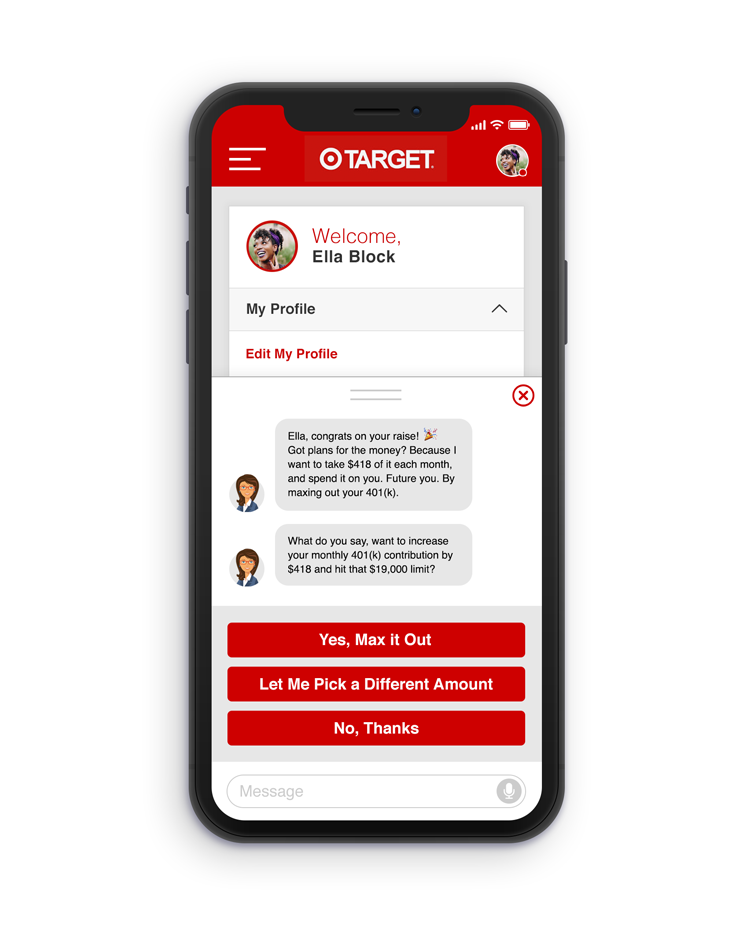 TARGET.
Welcome,
Ella Block
My Profile
Edit My Profile
Ella, congrats on your raise! 🎉
Got plans for the money? Because I
want to take $418 of it each month,
and spend it on you. Future you. By
maxing out your 401(k).
What do you say, want to increase
your monthly 401(k) contribution by
$418 and hit that $19,000 limit?
Yes, Max it Out
Let Me Pick a Different Amount
No, Thanks
Message